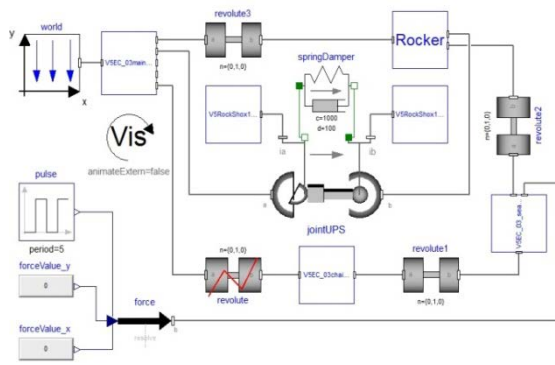 world
y
x
V5EC_03main...
revolute3
n={0,1,0}
Rocker
springDamper
c=1000
d=100
V5RockShox1...
V5RockShox1...
ia
ib
a
b
jointUPS
revolute2
n={0,1,0}
Vis
animateExtern=false
pulse
period=5
forceValue_y
0
forceValue_x
0
force
resolve
n={0,1,0}
revolute
V5EC_03chai...
revolute1
n={0,1,0}
V5EC_03_swa...